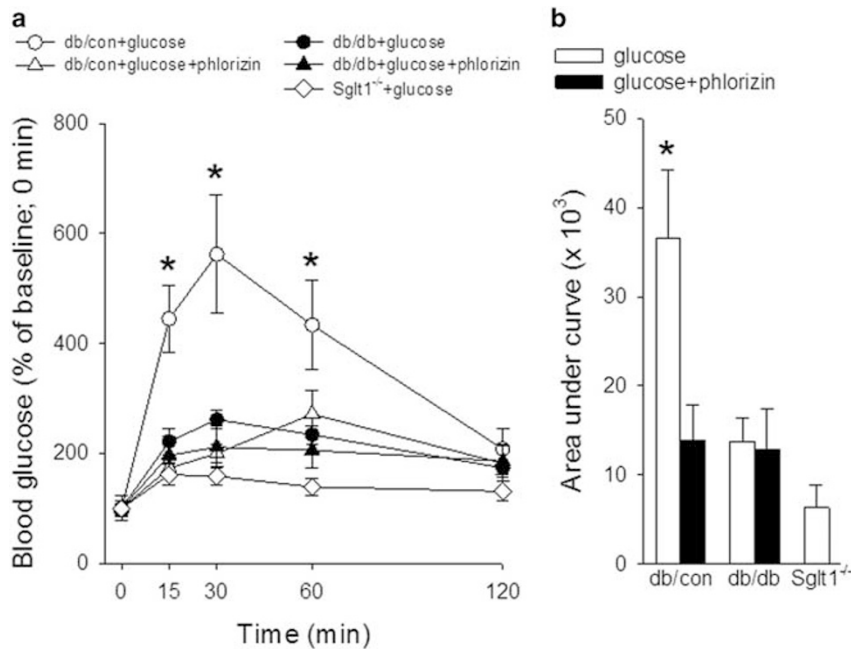 a
db/con+glucose
db/db+glucose
db/con+glucose+phlorizin
db/db+glucose+phlorizin
Sglt1-/-+glucose
Blood glucose (% of baseline; 0 min)
800
600
400
200
0
*
*
*
0
15
30
60
120
Time (min)
b
glucose
glucose+phlorizin
Area under curve (x 10³)
50
40
30
20
10
0
*
db/con
db/db
Sglt1-/-